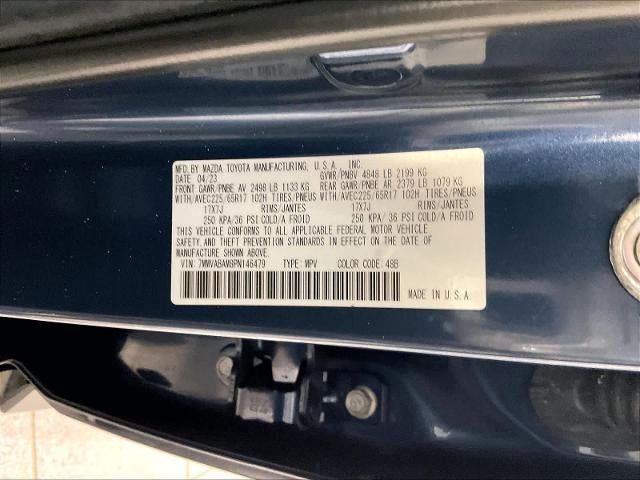 MFD. BY MAZDA TOYOTA MANUFACTURING, U.S.A., INC.
DATE 04/23 GVWR/PNBV 4848 LB 2199 KG
FRONT GAWR/PNBE AV 2498 LB 1133 KG REAR GAWR/PNBE AR 2379 LB 1079 KG
WITH/AVEC225/65R17 102H TIRES/PNEUS WITH/AVEC225/65R17 102H TIRES/PNEUS
17X7J RIMS/JANTES 17X7J RIMS/JANTES
250 KPA/36 PSI COLD/A FROID 250 KPA/ 36 PSI COLD/A FROID
THIS VEHICLE CONFORMS TO ALL APPLICABLE FEDERAL MOTOR VEHICLE
SAFETY AND THEFT PREVENTION STANDARDS IN EFFECT ON THE DATE OF
MANUFACTURE SHOWN ABOVE.
VIN: 7MMVABAM8PN146479 TYPE: MPV COLOR CODE: 48B
MADE IN U.S.A.